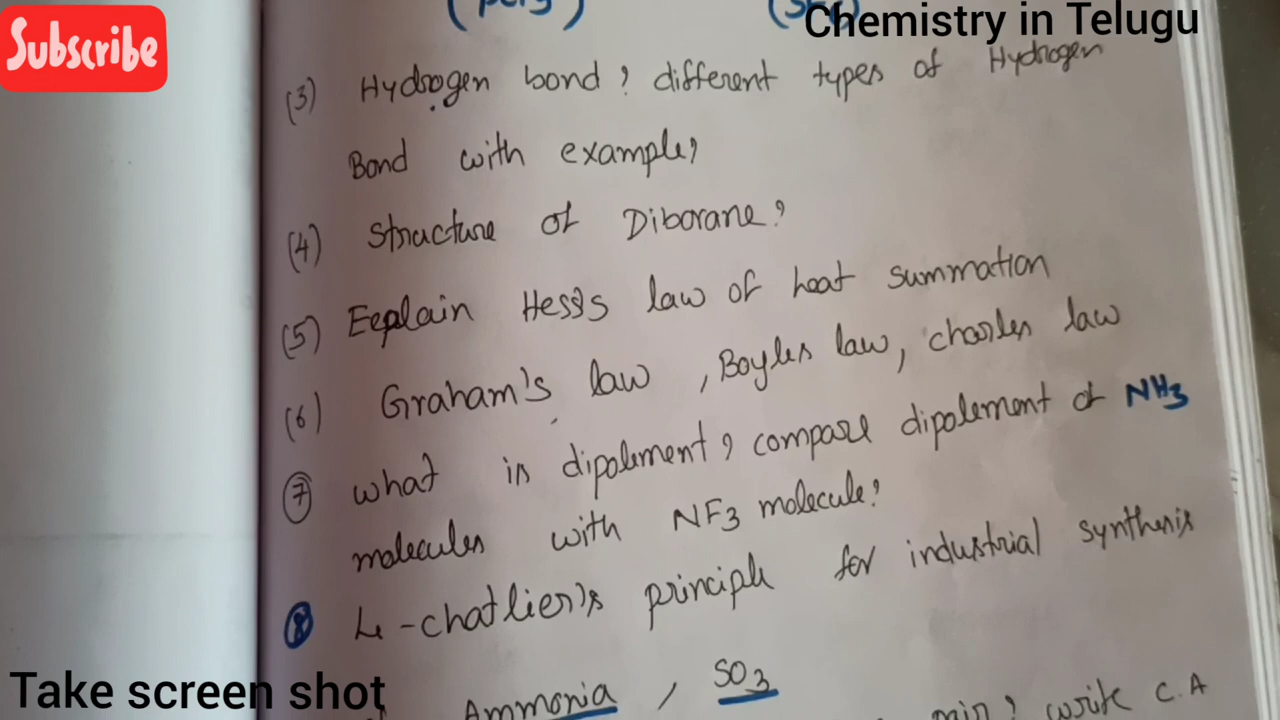 Subscribe
Chemistry in Telugu
(3) Hydrogen bond? different types of Hydrogen
Bond with example?
(4) Structure of Diborane?
(5) Eeplain Hess's law of heat summation
(6) Graham's law, Boyles law, charles law
(7) what is dipolement? compare dipolement of NH3
molecules with NF3 molecule?
(8) Le-chatlier's principle for industrial synthesis
Take screen shot
Ammonia, SO3
write C.A